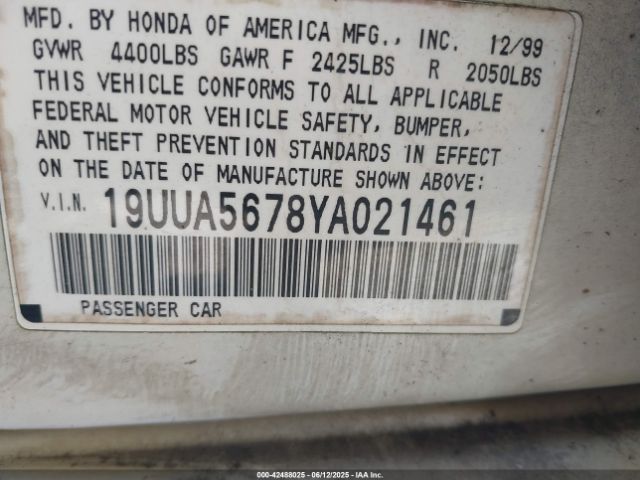 MFD. BY HONDA OF AMERICA MFG., INC. 12/99
GVWR 4400LBS GAWR F 2425LBS R 2050LBS
THIS VEHICLE CONFORMS TO ALL APPLICABLE
FEDERAL MOTOR VEHICLE SAFETY, BUMPER,
AND THEFT PREVENTION STANDARDS IN EFFECT
ON THE DATE OF MANUFACTURE SHOWN ABOVE:
V.I.N. 19UUA5678YA021461
PASSENGER CAR
000-42488025 - 06/12/2025 - IAA Inc.